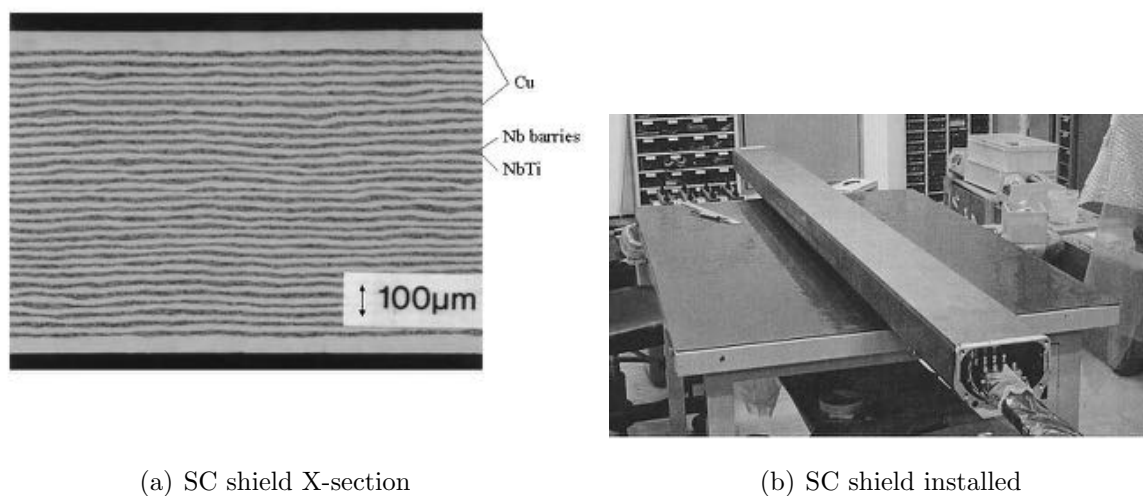 Cu
Nb barries
NbTi
100μm
(a) SC shield X-section
(b) SC shield installed